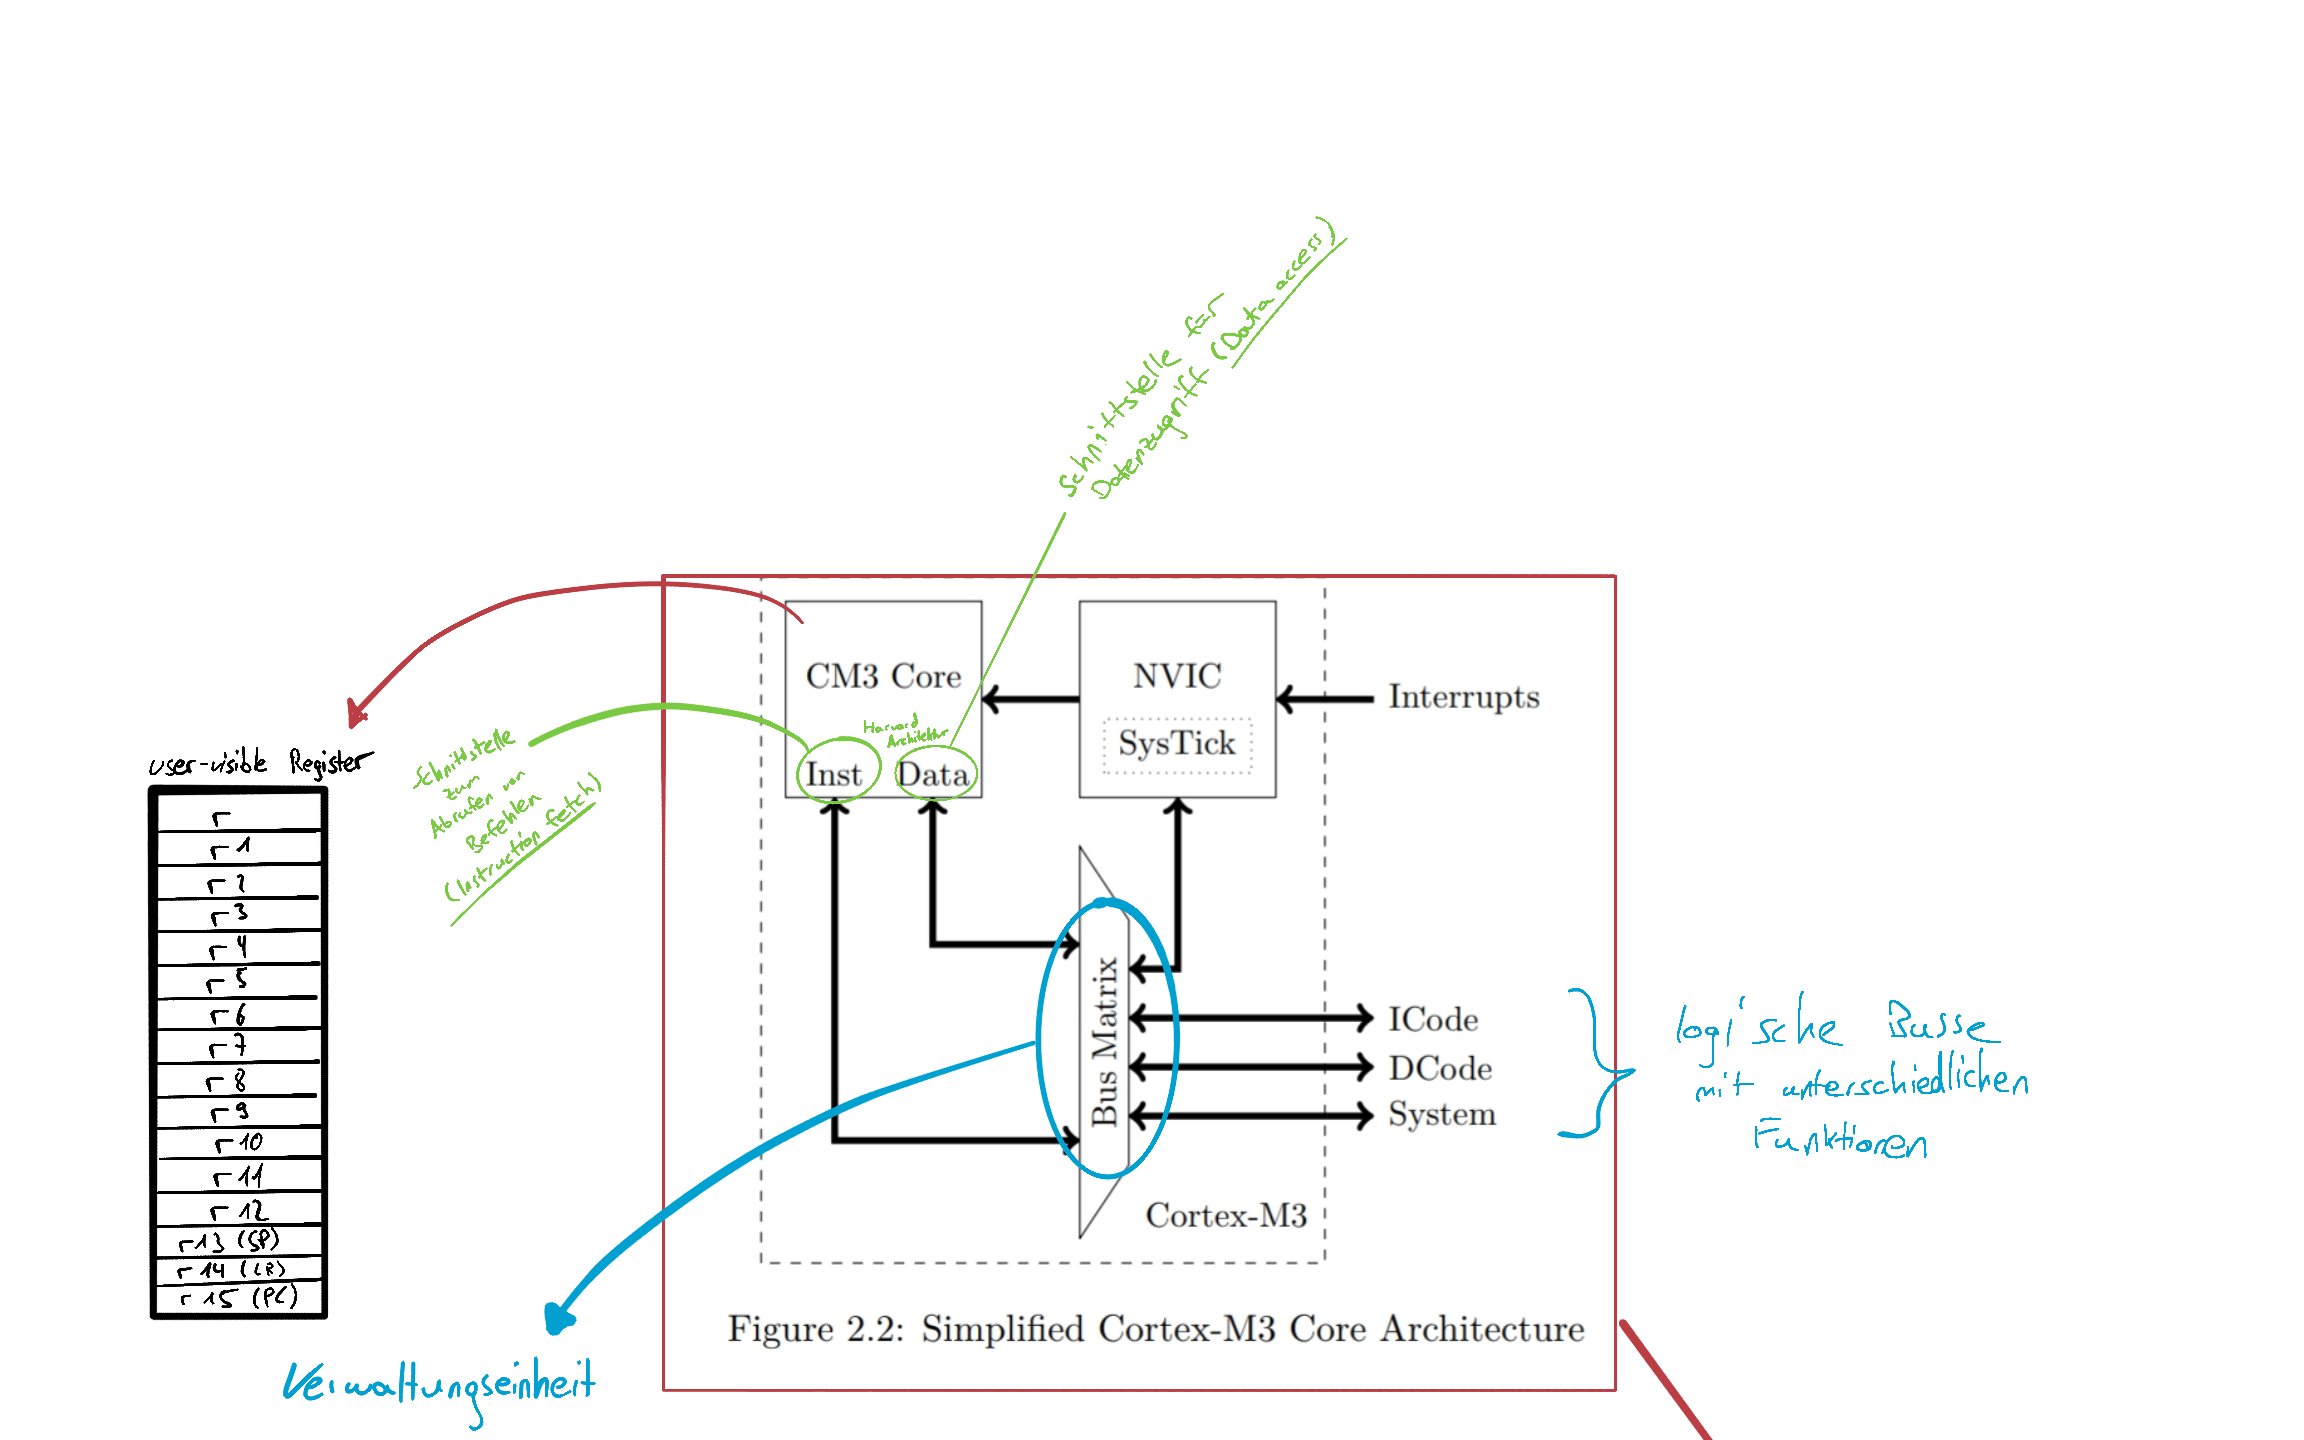 Schnittstelle für
Datenzugriff (Data access)
CM3 Core
NVIC
Interrupts
SysTick
Harvard
Architektur
Inst
Data
user-visible Register
r
r1
r2
r3
r4
r5
r6
r7
r8
r9
r10
r11
r12
r13 (SP)
r14 (LR)
r15 (PC)
Schnittstelle
zum
Abrufen von
Befehlen
(Instruction fetch)
Bus Matrix
ICode
DCode
System
logische Busse
mit unterschiedlichen
Funktionen
Cortex-M3
Figure 2.2: Simplified Cortex-M3 Core Architecture
Verwaltungseinheit